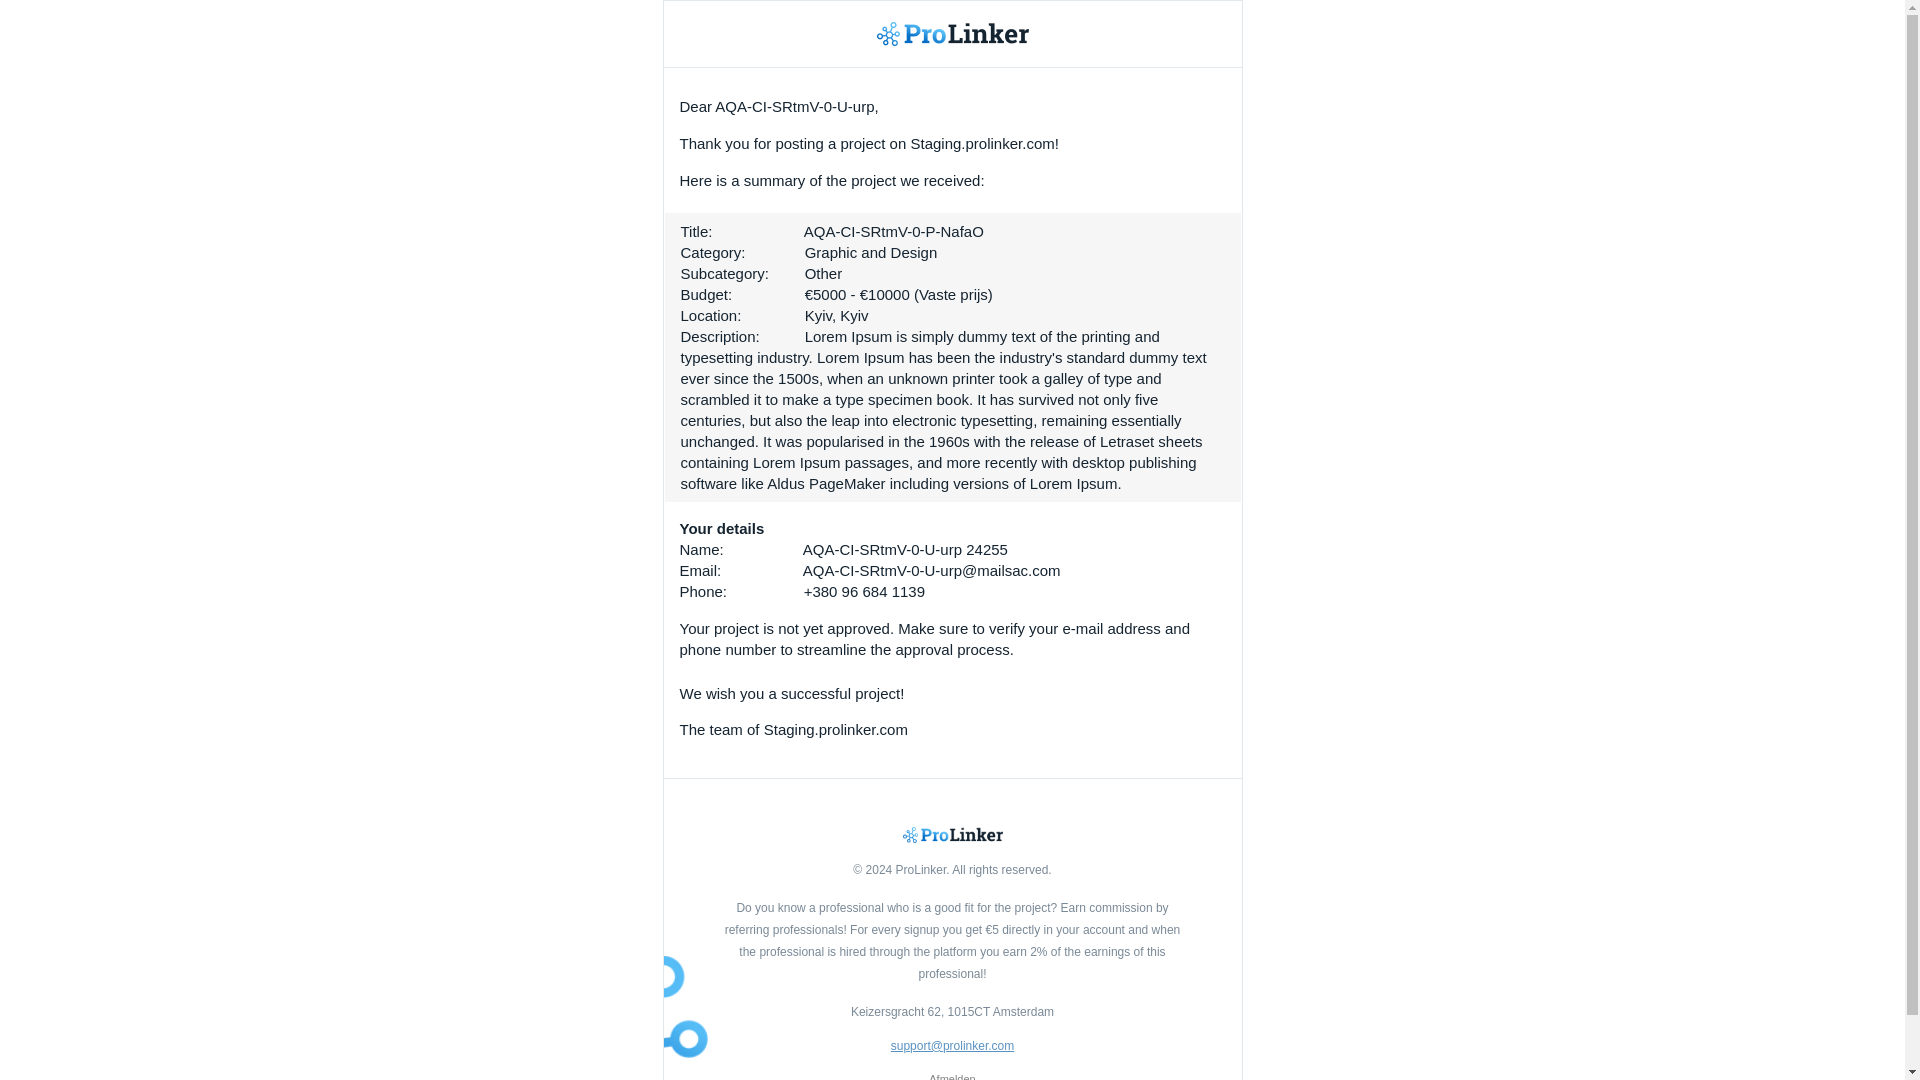 ProLinker
Dear AQA-CI-SRtmV-0-U-urp,
Thank you for posting a project on Staging.prolinker.com!
Here is a summary of the project we received:
Title: AQA-CI-SRtmV-0-P-NafaO
Category: Graphic and Design
Subcategory: Other
Budget: €5000 - €10000 (Vaste prijs)
Location: Kyiv, Kyiv
Description: Lorem Ipsum is simply dummy text of the printing and
typesetting industry. Lorem Ipsum has been the industry's standard dummy text
ever since the 1500s, when an unknown printer took a galley of type and
scrambled it to make a type specimen book. It has survived not only five
centuries, but also the leap into electronic typesetting, remaining essentially
unchanged. It was popularised in the 1960s with the release of Letraset sheets
containing Lorem Ipsum passages, and more recently with desktop publishing
software like Aldus PageMaker including versions of Lorem Ipsum.
Your details
Name: AQA-CI-SRtmV-0-U-urp 24255
Email: AQA-CI-SRtmV-0-U-urp@mailsac.com
Phone: +380 96 684 1139
Your project is not yet approved. Make sure to verify your e-mail address and
phone number to streamline the approval process.
We wish you a successful project!
The team of Staging.prolinker.com
ProLinker
© 2024 ProLinker. All rights reserved.
Do you know a professional who is a good fit for the project? Earn commission by
referring professionals! For every signup you get €5 directly in your account and when
the professional is hired through the platform you earn 2% of the earnings of this
professional!
Keizersgracht 62, 1015CT Amsterdam
support@prolinker.com
Afmelden